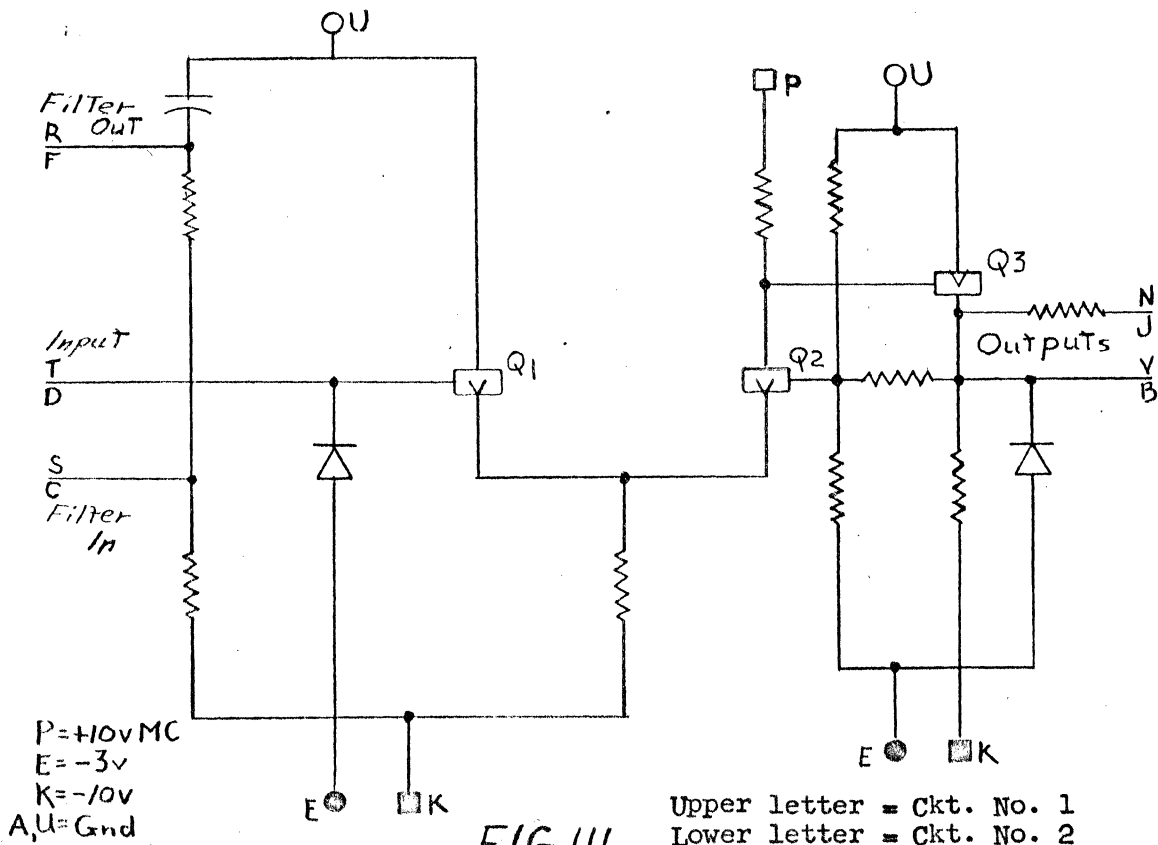 U
P
U
Filter
Out
R
F
Q3
N
J
Outputs
Input
T
D
Q1
Q2
V
B
S
C
Filter
In
P=+10v MC
E=-3v
K=-10v
A,U=Gnd
E
K
E
K
FIG III
Upper letter = Ckt. No. 1
Lower letter = Ckt. No. 2